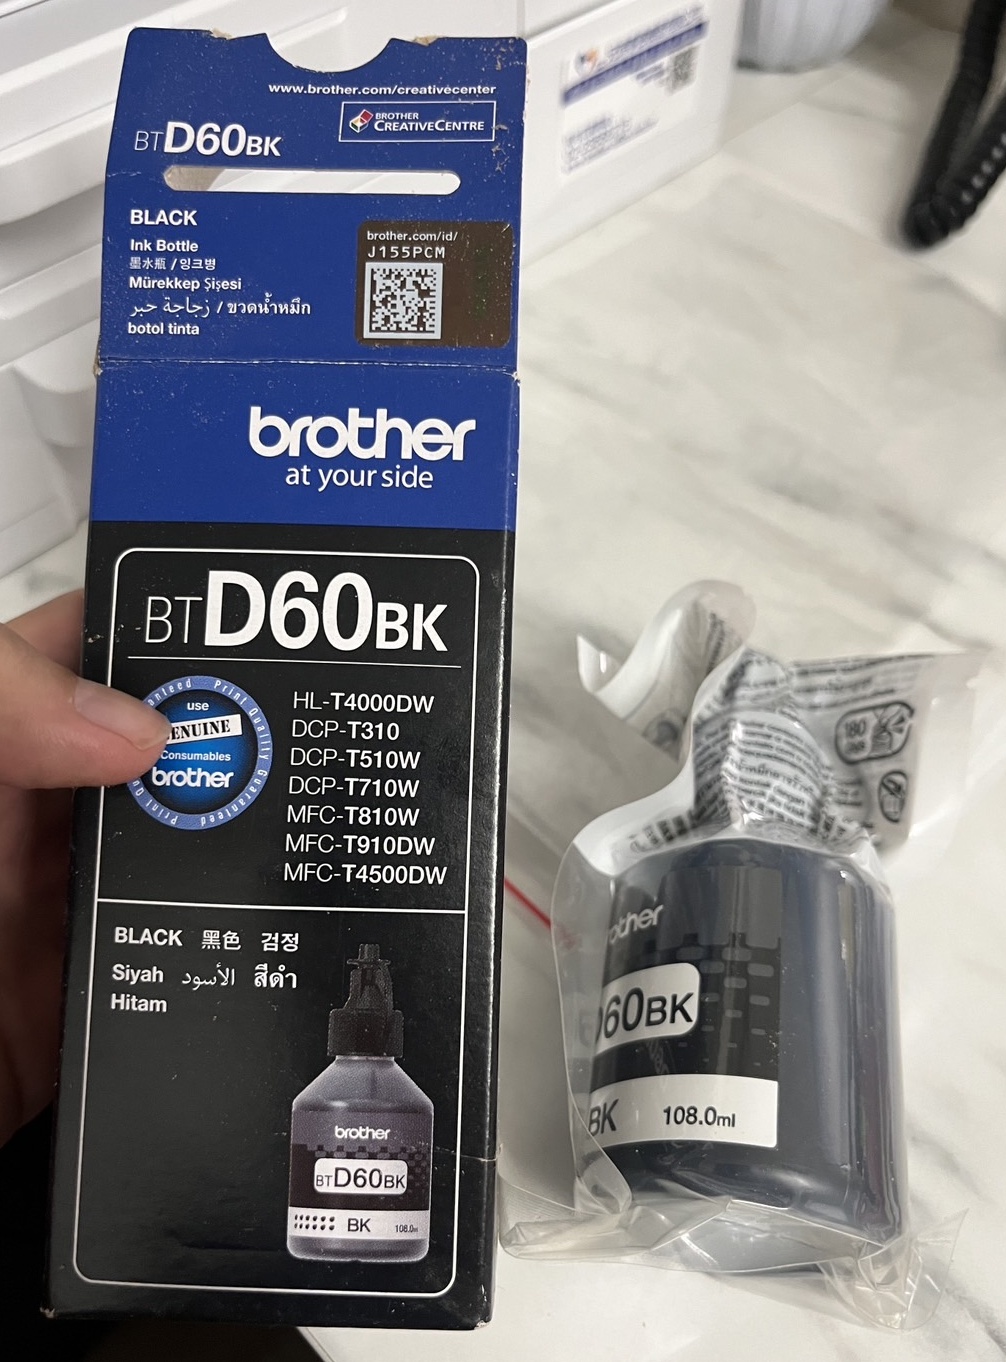 www.brother.com/creativecenter
BROTHER
CREATIVECENTRE
BTD60BK
BLACK
Ink Bottle
墨水瓶 / 잉크병
Mürekkep Şişesi
زجاجة حبر / ขวดน้ำหมึก
botol tinta
brother.com/id/
J155PCM
brother
at your side
BTD60BK
use
ENUINE
Consumables
brother
Print Quality Guaranteed
HL-T4000DW
DCP-T310
DCP-T510W
DCP-T710W
MFC-T810W
MFC-T910DW
MFC-T4500DW
BLACK 黑色 검정
Siyah الأسود สีดำ
Hitam
brother
BTD60BK
BK 108.0ml
180
brother
D60BK
BK 108.0ml